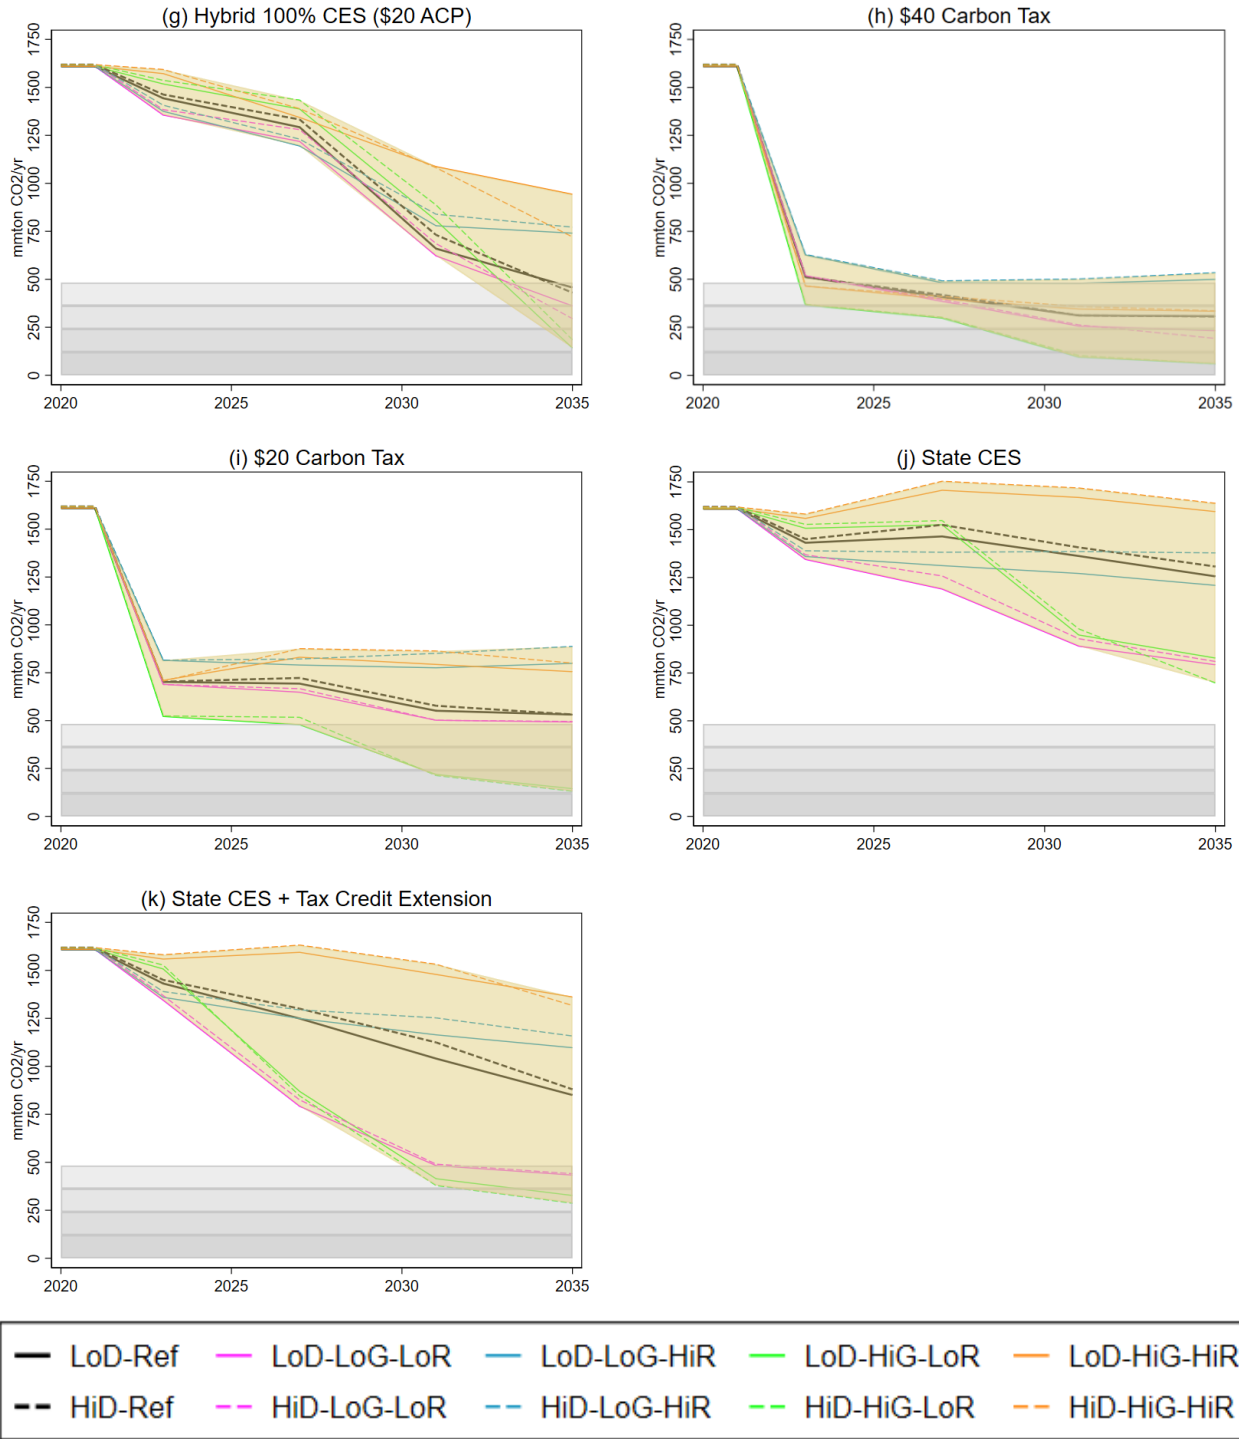 (g) Hybrid 100% CES ($20 ACP)
mmton CO2/yr
1750
1500
1250
1000
750
500
250
0
2020 2025 2030 2035
(h) $40 Carbon Tax
mmton CO2/yr
1750
1500
1250
1000
750
500
250
0
2020 2025 2030 2035
(i) $20 Carbon Tax
mmton CO2/yr
1750
1500
1250
1000
750
500
250
0
2020 2025 2030 2035
(j) State CES
mmton CO2/yr
1750
1500
1250
1000
750
500
250
0
2020 2025 2030 2035
(k) State CES + Tax Credit Extension
mmton CO2/yr
1750
1500
1250
1000
750
500
250
0
2020 2025 2030 2035
LoD-Ref LoD-LoG-LoR LoD-LoG-HiR LoD-HiG-LoR LoD-HiG-HiR
HiD-Ref HiD-LoG-LoR HiD-LoG-HiR HiD-HiG-LoR HiD-HiG-HiR